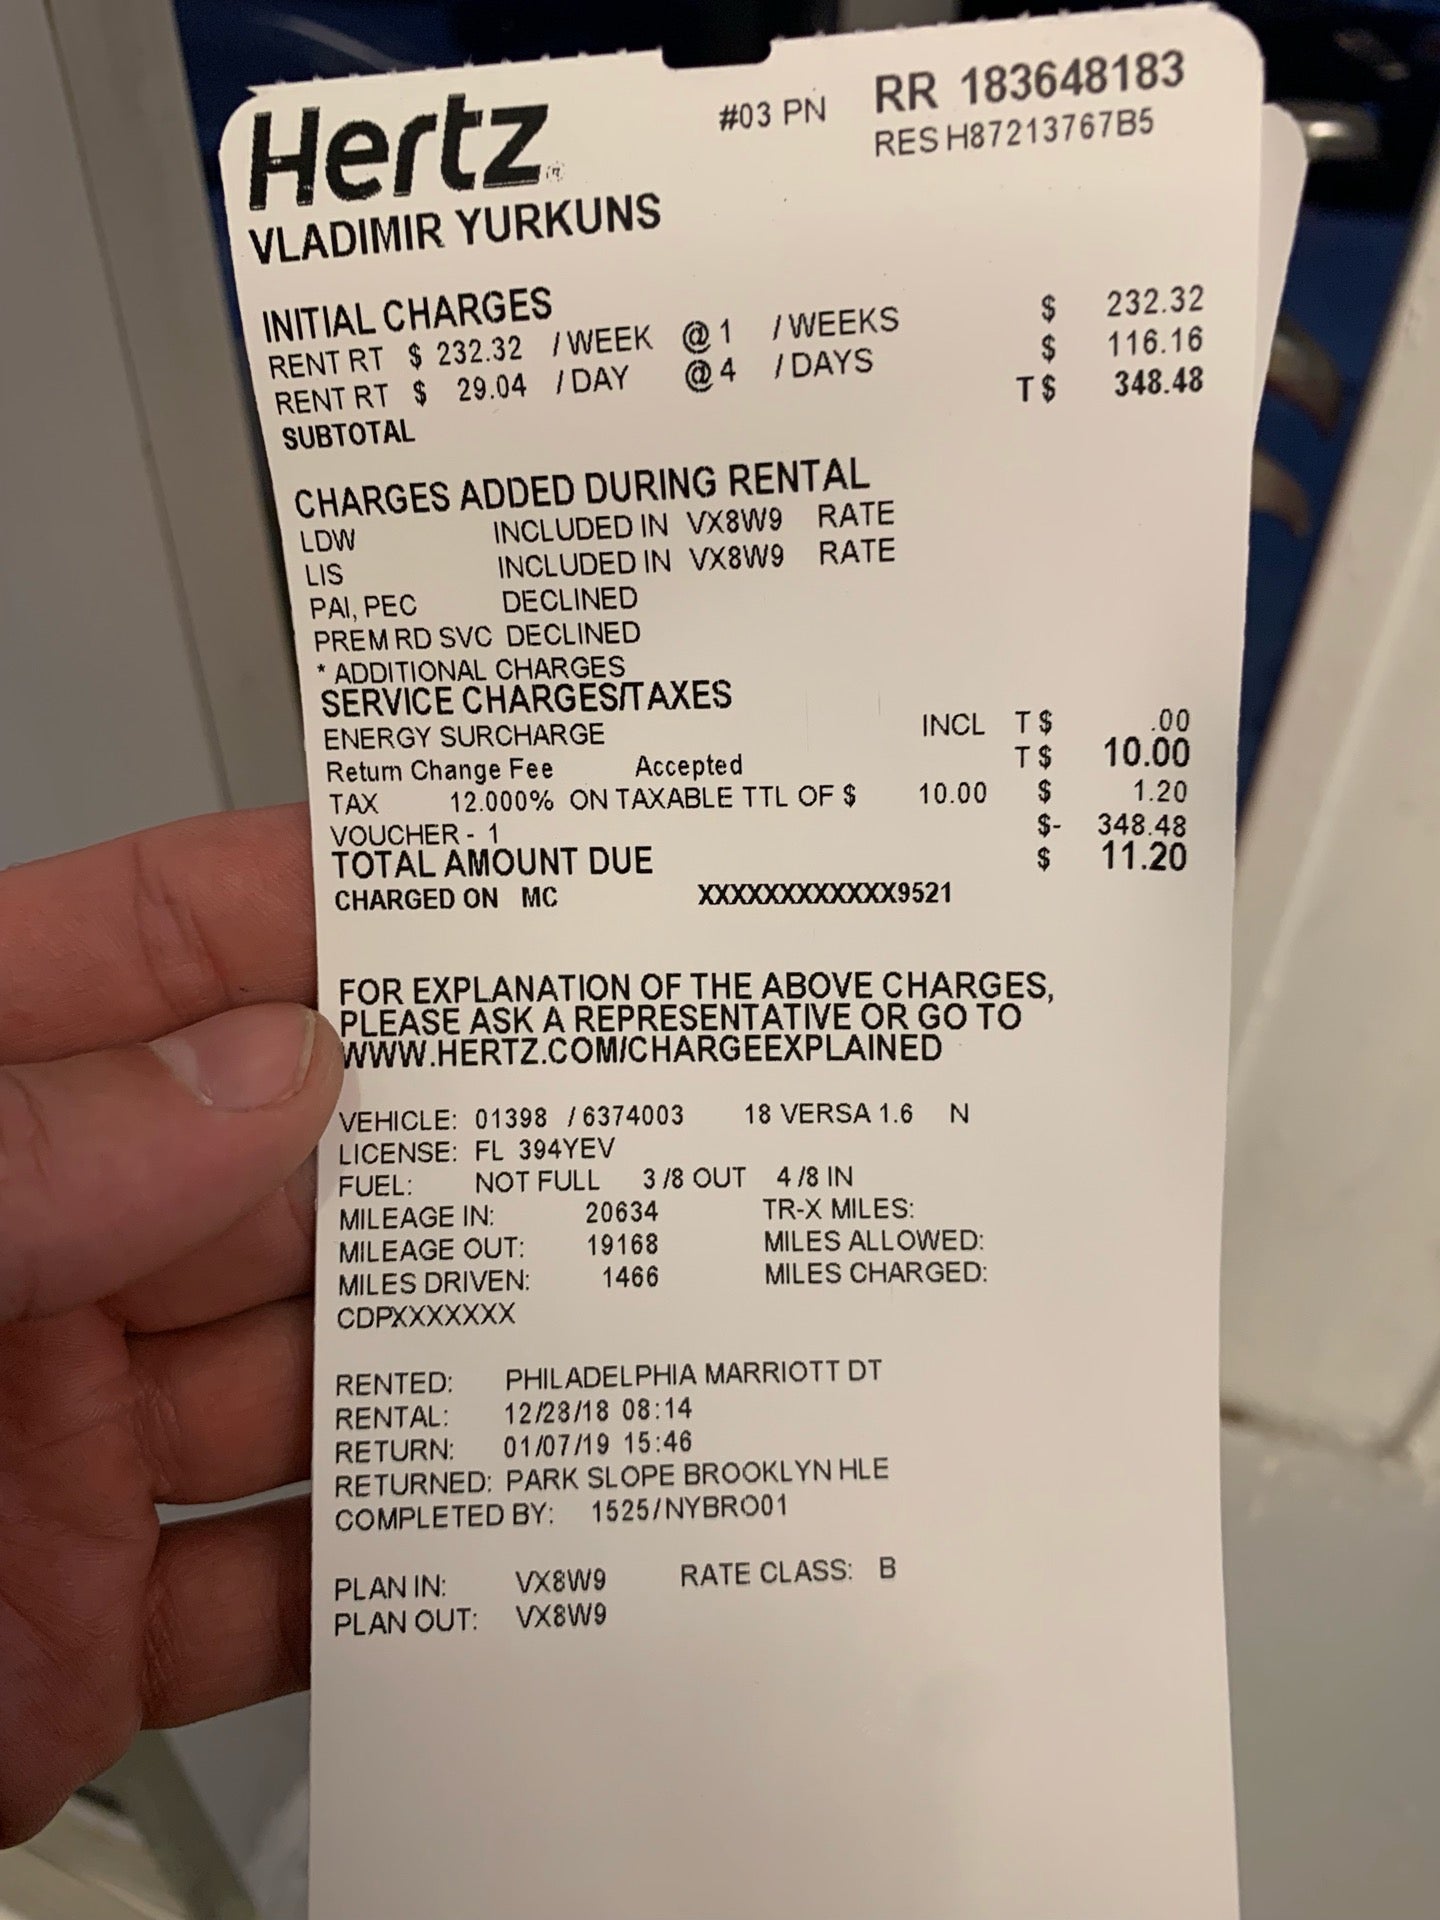 Hertz #03 PN RR 183648183
RES H87213767B5
VLADIMIR YURKUNS
INITIAL CHARGES
RENT RT $ 232.32 /WEEK @ 1 /WEEKS $ 232.32
RENT RT $ 29.04 /DAY @ 4 /DAYS $ 116.16
SUBTOTAL T $ 348.48
CHARGES ADDED DURING RENTAL
LDW INCLUDED IN VX8W9 RATE
LIS INCLUDED IN VX8W9 RATE
PAI, PEC DECLINED
PREM RD SVC DECLINED
* ADDITIONAL CHARGES
SERVICE CHARGES/TAXES
ENERGY SURCHARGE INCL T $ .00
Return Change Fee Accepted T $ 10.00
TAX 12.000% ON TAXABLE TTL OF $ 10.00 $ 1.20
VOUCHER - 1 $- 348.48
TOTAL AMOUNT DUE $ 11.20
CHARGED ON MC XXXXXXXXXXXX9521
FOR EXPLANATION OF THE ABOVE CHARGES,
PLEASE ASK A REPRESENTATIVE OR GO TO
WWW.HERTZ.COM/CHARGEEXPLAINED
VEHICLE: 01398 / 6374003 18 VERSA 1.6 N
LICENSE: FL 394YEV
FUEL: NOT FULL 3 /8 OUT 4 /8 IN
MILEAGE IN: 20634 TR-X MILES:
MILEAGE OUT: 19168 MILES ALLOWED:
MILES DRIVEN: 1466 MILES CHARGED:
CDPXXXXXXX
RENTED: PHILADELPHIA MARRIOTT DT
RENTAL: 12/28/18 08:14
RETURN: 01/07/19 15:46
RETURNED: PARK SLOPE BROOKLYN HLE
COMPLETED BY: 1525/NYBRO01
PLAN IN: VX8W9 RATE CLASS: B
PLAN OUT: VX8W9